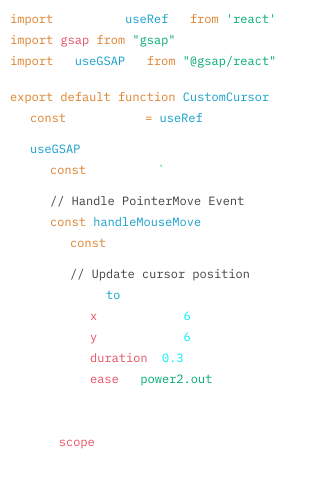 import useRef from 'react'
import gsap from "gsap"
import useGSAP from "@gsap/react"
export default function CustomCursor
const = useRef
useGSAP
const `
// Handle PointerMove Event
const handleMouseMove
const
// Update cursor position
to
x 6
y 6
duration 0.3
ease power2.out
scope